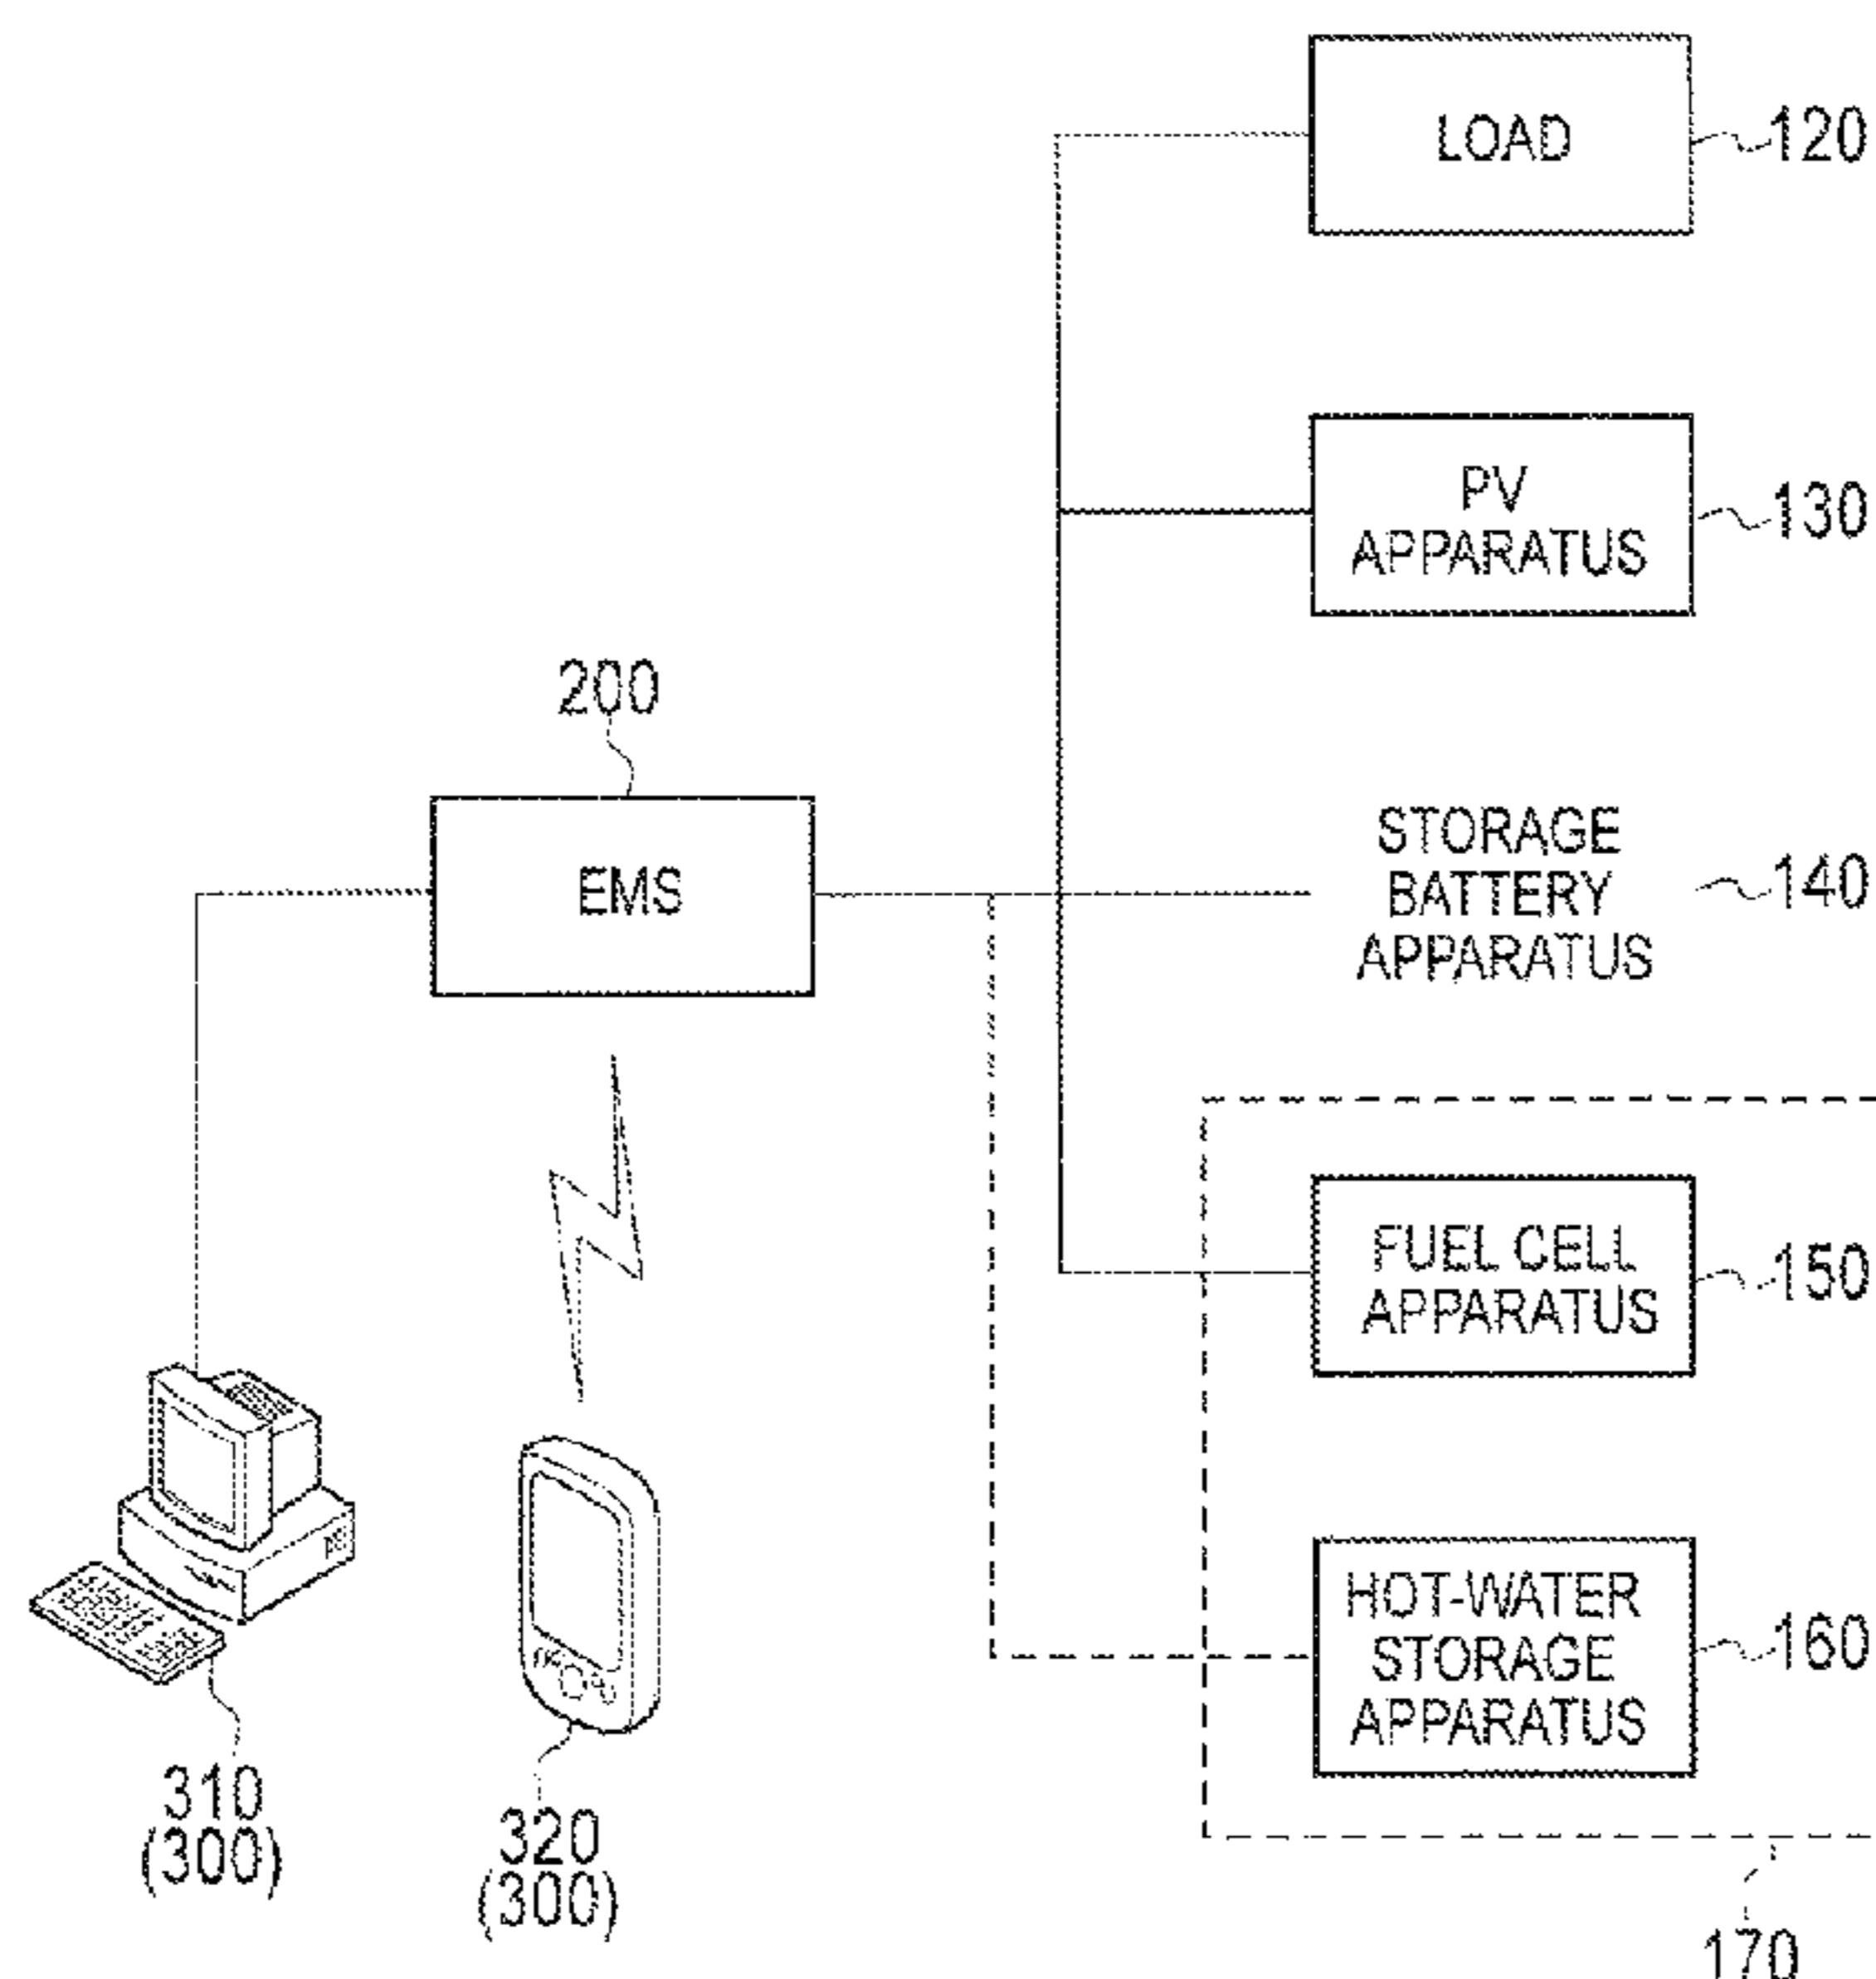 LOAD
120
PV
APPARATUS
130
200
EMS
STORAGE
BATTERY
APPARATUS
140
FUEL CELL
APPARATUS
150
HOT-WATER
STORAGE
APPARATUS
160
310
(300)
320
(300)
170